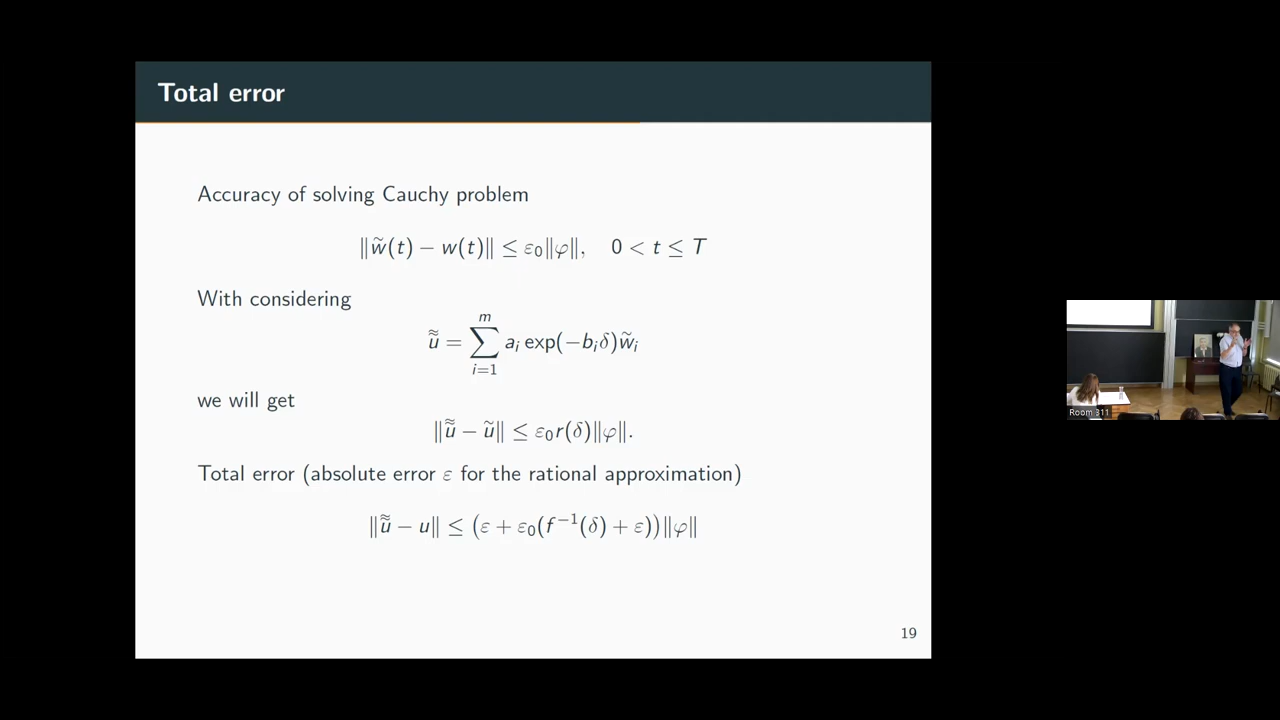 Total error
Accuracy of solving Cauchy problem
‖w̃(t) − w(t)‖ ≤ ε₀‖φ‖, 0 < t ≤ T
With considering
ũ̃ = ∑_{i=1}^{m} aᵢ exp(−bᵢδ)w̃ᵢ
we will get
‖ũ̃ − ũ‖ ≤ ε₀r(δ)‖φ‖.
Total error (absolute error ε for the rational approximation)
‖ũ̃ − u‖ ≤ (ε + ε₀(f⁻¹(δ) + ε))‖φ‖
19
Room 311